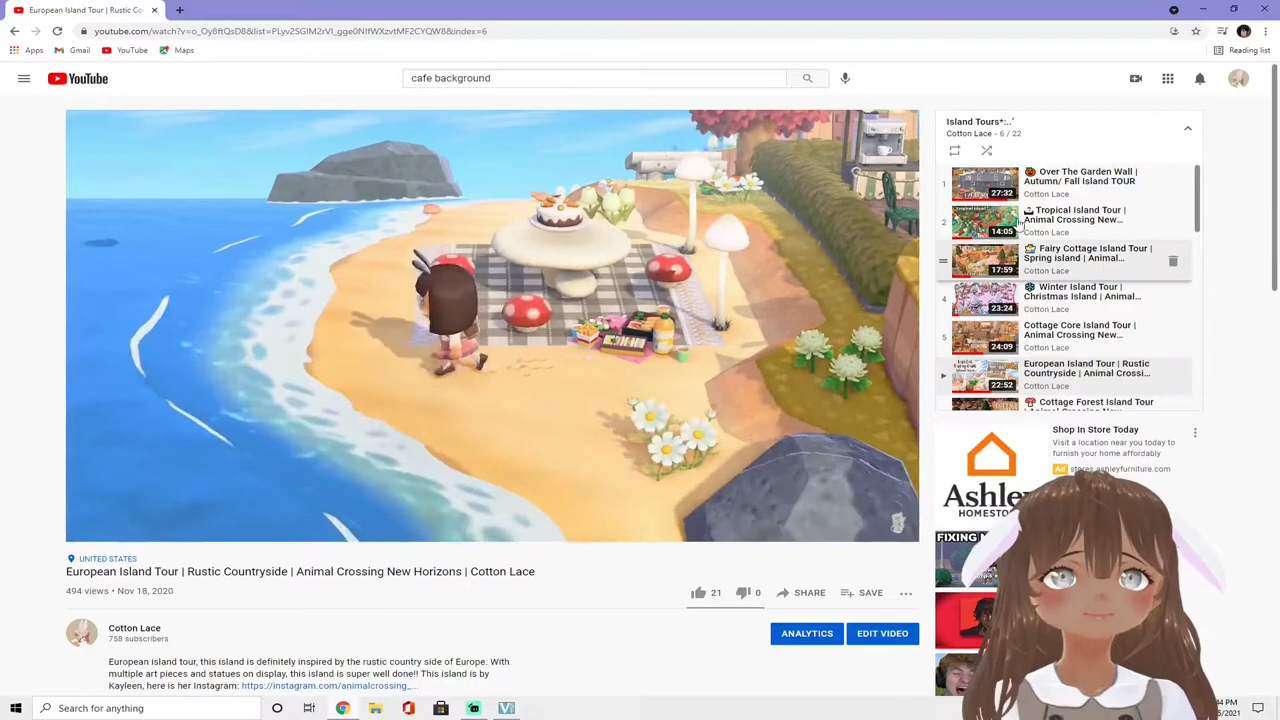 European Island Tour | Rustic Co
youtube.com/watch?v=o_Oy8ftQsD8&list=PLyv2SGIM2rVI_gge0NIfWXzvtMF2CYQW8&index=6
Apps
Gmail
YouTube
Maps
Reading list
YouTube
cafe background
Island Tours*:..˚
Cotton Lace - 6 / 22
1
Over The Garden Wall |
Autumn/ Fall Island TOUR
Cotton Lace
27:32
2
Tropical Island Tour |
Animal Crossing New...
Cotton Lace
14:05
Fairy Cottage Island Tour |
Spring island | Animal...
Cotton Lace
17:59
4
Winter Island Tour |
Christmas Island | Animal...
Cotton Lace
23:24
5
Cottage Core Island Tour |
Animal Crossing New...
Cotton Lace
24:09
European Island Tour | Rustic
Countryside | Animal Crossi...
Cotton Lace
22:52
Cottage Forest Island Tour
Shop In Store Today
Visit a location near you today to
furnish your home affordably
Ad stores.ashleyfurniture.com
Ashley
FIXING
UNITED STATES
European Island Tour | Rustic Countryside | Animal Crossing New Horizons | Cotton Lace
494 views • Nov 18, 2020
21
0
SHARE
SAVE
Cotton Lace
758 subscribers
ANALYTICS
EDIT VIDEO
European island tour, this island is definitely inspired by the rustic country side of Europe. With
multiple art pieces and statues on display, this island is super well done!! This island is by
Kayleen, here is her Instagram: https://instagram.com/animalcrossing_...
Search for anything